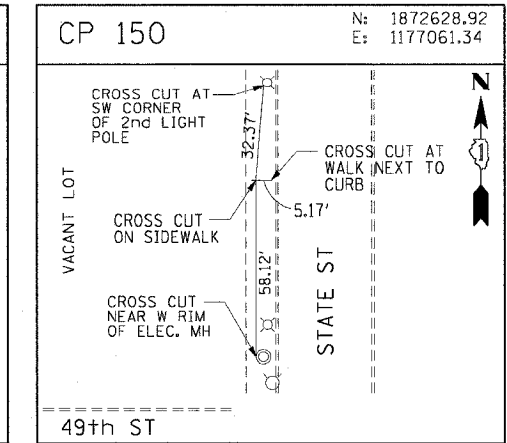 CP 150
N: 1872628.92
E: 1177061.34
CROSS CUT AT
SW CORNER
OF 2nd LIGHT
POLE
32.37'
N
1
CROSS CUT AT
WALK NEXT TO
CURB
5.17'
VACANT LOT
CROSS CUT
ON SIDEWALK
58.12'
STATE ST
CROSS CUT
NEAR W RIM
OF ELEC. MH
49th ST